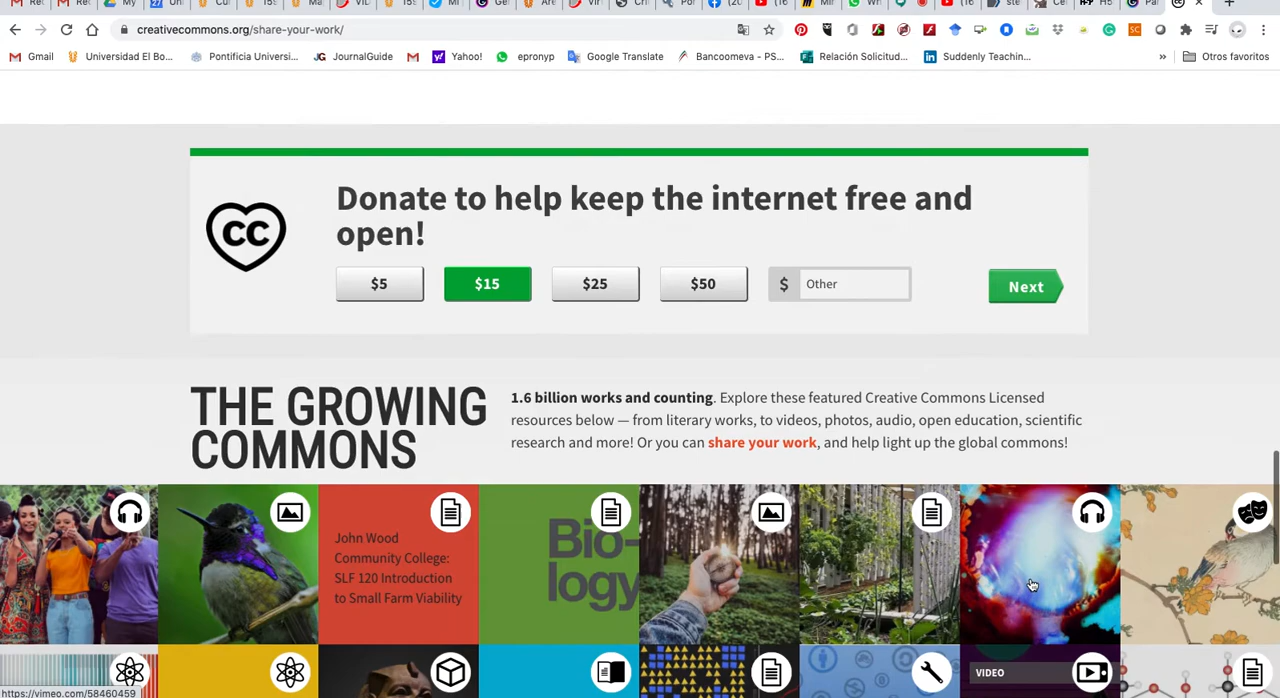 creativecommons.org/share-your-work/
Gmail
Universidad El Bo...
Pontificia Universi...
JournalGuide
Yahoo!
epronyp
Google Translate
Bancoomeva - PS...
Relación Solicitud...
Suddenly Teachin...
»
Otros favoritos
CC
Donate to help keep the internet free and
open!
$5
$15
$25
$50
$ Other
Next
THE GROWING
COMMONS
1.6 billion works and counting. Explore these featured Creative Commons Licensed
resources below — from literary works, to videos, photos, audio, open education, scientific
research and more! Or you can share your work, and help light up the global commons!
John Wood
Community College:
SLF 120 Introduction
to Small Farm Viability
Bio-
logy
VIDEO
https://vimeo.com/58460459